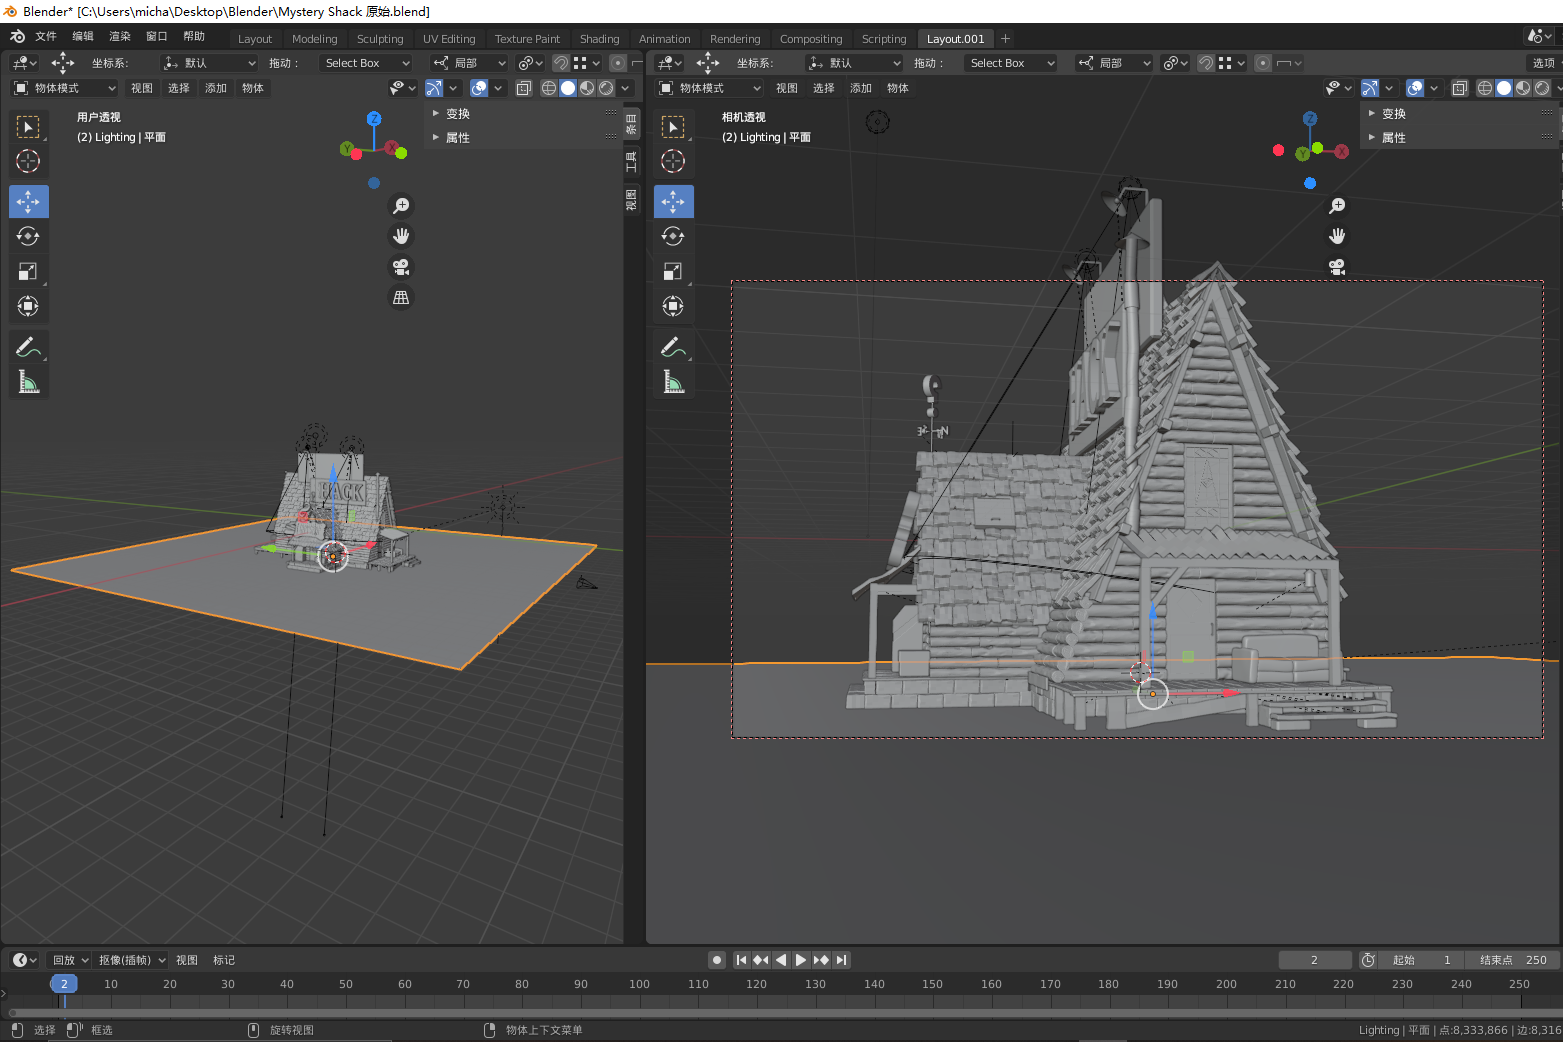 Blender* [C:\Users\micha\Desktop\Blender\Mystery Shack 原始.blend]
文件 编辑 渲染 窗口 帮助 Layout Modeling Sculpting UV Editing Texture Paint Shading Animation Rendering Compositing Scripting Layout.001 +
坐标系: 默认 拖动: Select Box 局部 坐标系: 默认 拖动: Select Box 局部 选项
物体模式 视图 选择 添加 物体 物体模式 视图 选择 添加 物体
用户透视
(2) Lighting | 平面
变换
属性
条目
工具
视图
Z
Y
X
相机透视
(2) Lighting | 平面
变换
属性
Z
Y
X
N
回放 抠像(插帧) 视图 标记 2 起始 1 结束点 250
2 10 20 30 40 50 60 70 80 90 100 110 120 130 140 150 160 170 180 190 200 210 220 230 240 250
选择 框选 旋转视图 物体上下文菜单 Lighting | 平面 | 点:8,333,866 | 边:8,316